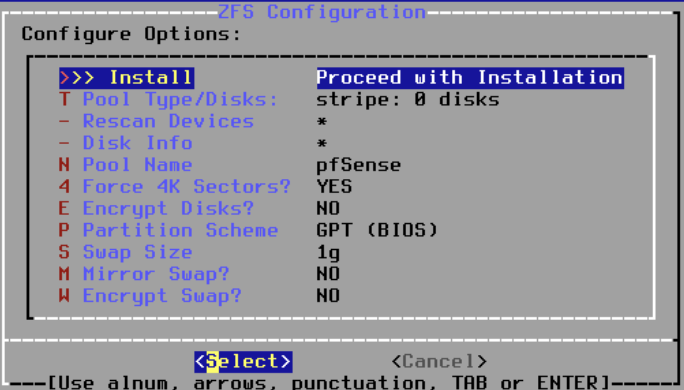 ZFS Configuration
Configure Options:
>>> Install Proceed with Installation
T Pool Type/Disks: stripe: 0 disks
- Rescan Devices *
- Disk Info *
N Pool Name pfSense
4 Force 4K Sectors? YES
E Encrypt Disks? NO
P Partition Scheme GPT (BIOS)
S Swap Size 1g
M Mirror Swap? NO
W Encrypt Swap? NO
<Select> <Cancel>
[Use alnum, arrows, punctuation, TAB or ENTER]